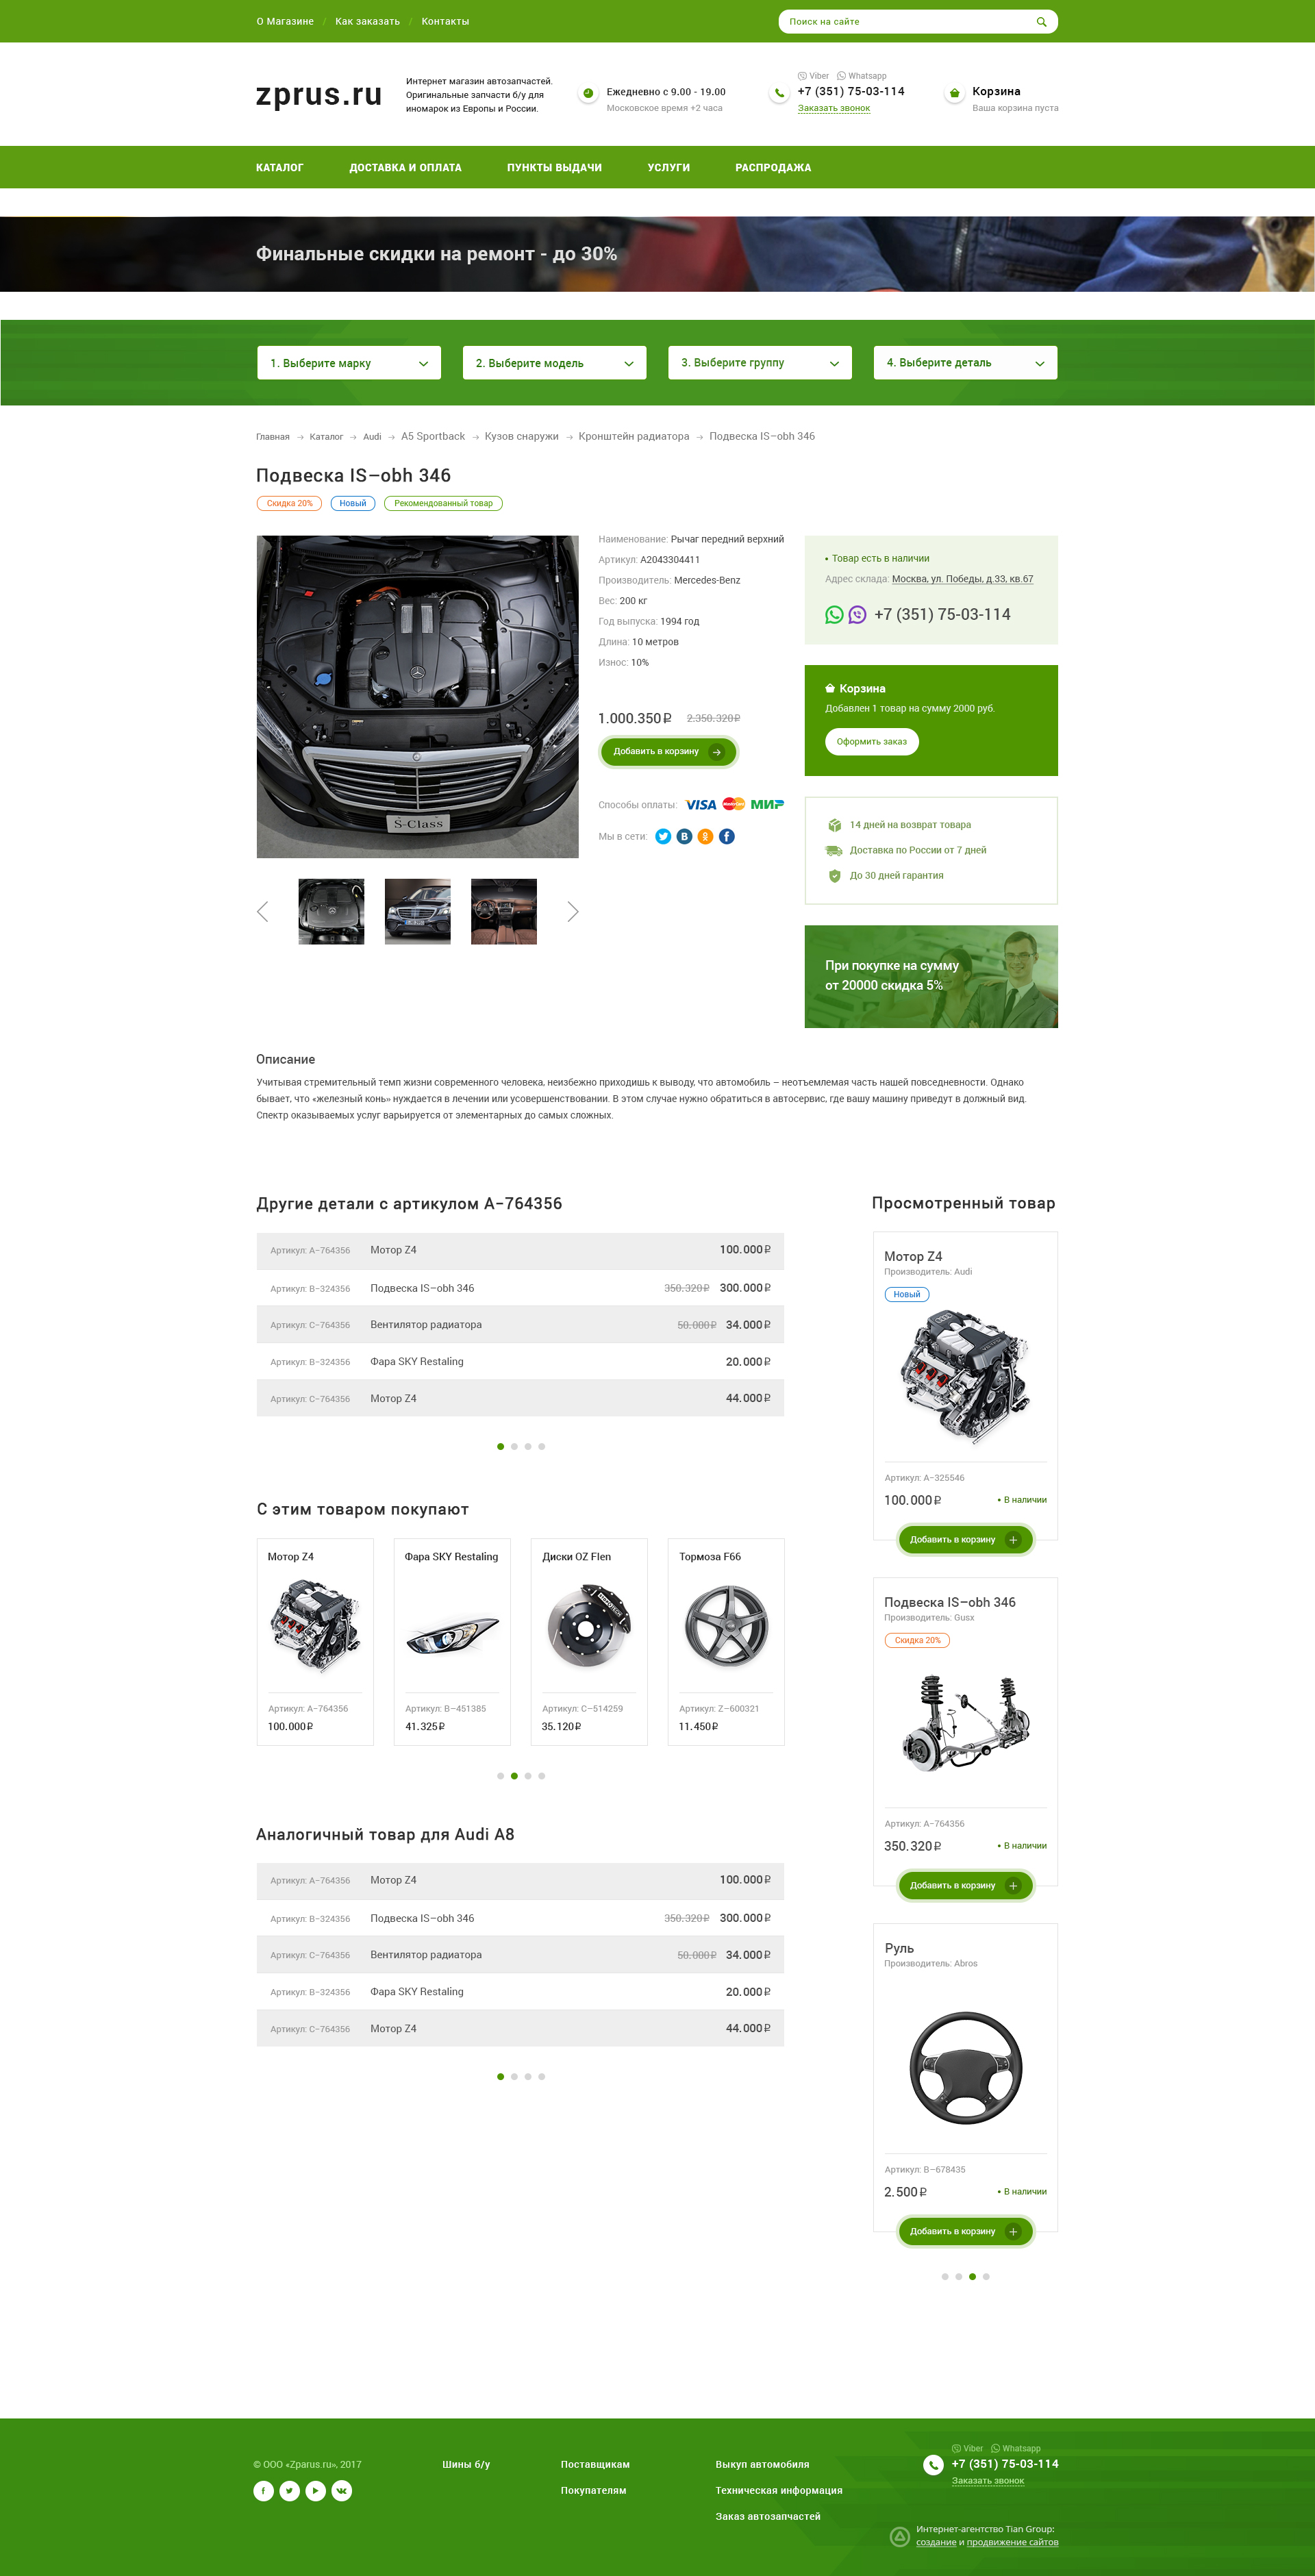 О Магазине / Как заказать / Контакты
Поиск на сайте
zprus.ru
Интернет магазин автозапчастей.
Оригинальные запчасти б/у для
иномарок из Европы и России.
Ежедневно с 9.00 - 19.00
Московское время +2 часа
Viber Whatsapp
+7 (351) 75-03-114
Заказать звонок
Корзина
Ваша корзина пуста
КАТАЛОГ ДОСТАВКА И ОПЛАТА ПУНКТЫ ВЫДАЧИ УСЛУГИ РАСПРОДАЖА
Финальные скидки на ремонт - до 30%
1. Выберите марку
2. Выберите модель
3. Выберите группу
4. Выберите деталь
Главная → Каталог → Audi → A5 Sportback → Кузов снаружи → Кронштейн радиатора → Подвеска IS–obh 346
Подвеска IS–obh 346
Скидка 20%
Новый
Рекомендованный товар
S-Class
Наименование: Рычаг передний верхний
Артикул: A2043304411
Производитель: Mercedes-Benz
Вес: 200 кг
Год выпуска: 1994 год
Длина: 10 метров
Износ: 10%
1.000.350₽ 2.350.320₽
Добавить в корзину
Способы оплаты: VISA MasterCard МИР
Мы в сети:
• Товар есть в наличии
Адрес склада: Москва, ул. Победы, д.33, кв.67
+7 (351) 75-03-114
Корзина
Добавлен 1 товар на сумму 2000 руб.
Оформить заказ
14 дней на возврат товара
Доставка по России от 7 дней
До 30 дней гарантия
При покупке на сумму
от 20000 скидка 5%
Описание
Учитывая стремительный темп жизни современного человека, неизбежно приходишь к выводу, что автомобиль – неотъемлемая часть нашей повседневности. Однако
бывает, что «железный конь» нуждается в лечении или усовершенствовании. В этом случае нужно обратиться в автосервис, где вашу машину приведут в должный вид.
Спектр оказываемых услуг варьируется от элементарных до самых сложных.
Другие детали с артикулом A-764356
Артикул: A-764356 Мотор Z4 100.000₽
Артикул: B-324356 Подвеска IS–obh 346 350.320₽ 300.000₽
Артикул: C-764356 Вентилятор радиатора 50.000₽ 34.000₽
Артикул: B-324356 Фара SKY Restaling 20.000₽
Артикул: C-764356 Мотор Z4 44.000₽
С этим товаром покупают
Мотор Z4
Артикул: A-764356
100.000₽
Фара SKY Restaling
Артикул: B–451385
41.325₽
Диски OZ Flen
Артикул: C–514259
35.120₽
Тормоза F66
Артикул: Z–600321
11.450₽
Аналогичный товар для Audi A8
Артикул: A-764356 Мотор Z4 100.000₽
Артикул: B-324356 Подвеска IS–obh 346 350.320₽ 300.000₽
Артикул: C-764356 Вентилятор радиатора 50.000₽ 34.000₽
Артикул: B-324356 Фара SKY Restaling 20.000₽
Артикул: C-764356 Мотор Z4 44.000₽
Просмотренный товар
Мотор Z4
Производитель: Audi
Новый
Артикул: A–325546
100.000₽ • В наличии
Добавить в корзину
Подвеска IS–obh 346
Производитель: Gusx
Скидка 20%
Артикул: A–764356
350.320₽ • В наличии
Добавить в корзину
Руль
Производитель: Abros
Артикул: B–678435
2.500₽ • В наличии
Добавить в корзину
© ООО «Zparus.ru», 2017
Шины б/у
Поставщикам
Покупателям
Выкуп автомобиля
Техническая информация
Заказ автозапчастей
Viber Whatsapp
+7 (351) 75-03-114
Заказать звонок
Интернет-агентство Tian Group:
создание и продвижение сайтов